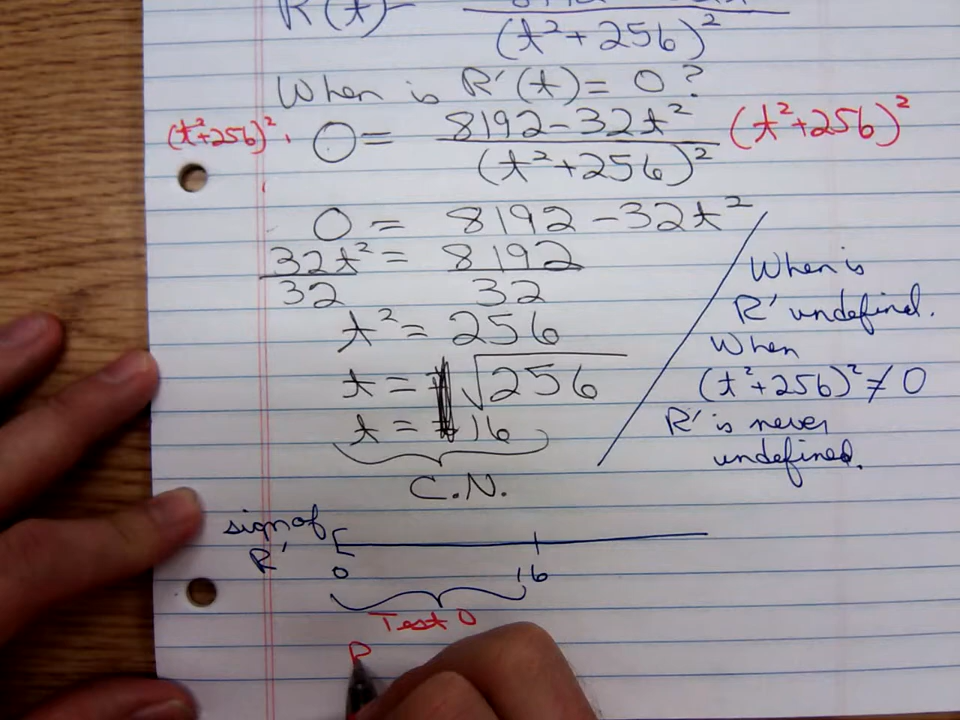 R(t)=
(t²+256)²
When is R'(t)= 0?
(t²+256)² · 0 = 8192-32t² / (t²+256)² (t²+256)²
0 = 8192 -32t²
32t² / 32 = 8192 / 32
t² = 256
t = √256
t = 16
C.N.
When is
R' undefined.
When
(t²+256)² ≠ 0
R' is never
undefined.
sign of
R'
[
0 16
Test 0
R